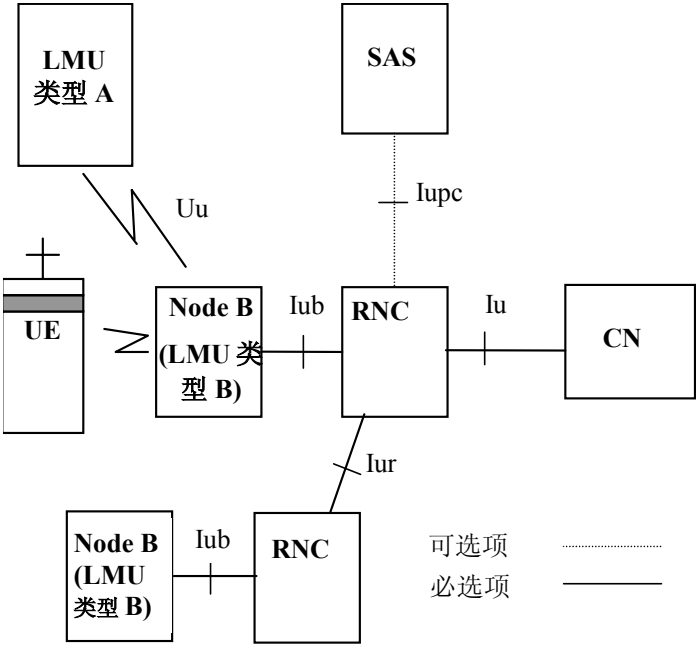 LMU
类型 A
SAS
Uu
Iupc
UE
Node B
(LMU 类
型 B)
Iub
RNC
Iu
CN
Iur
Node B
(LMU
类型 B)
Iub
RNC
可选项
必选项